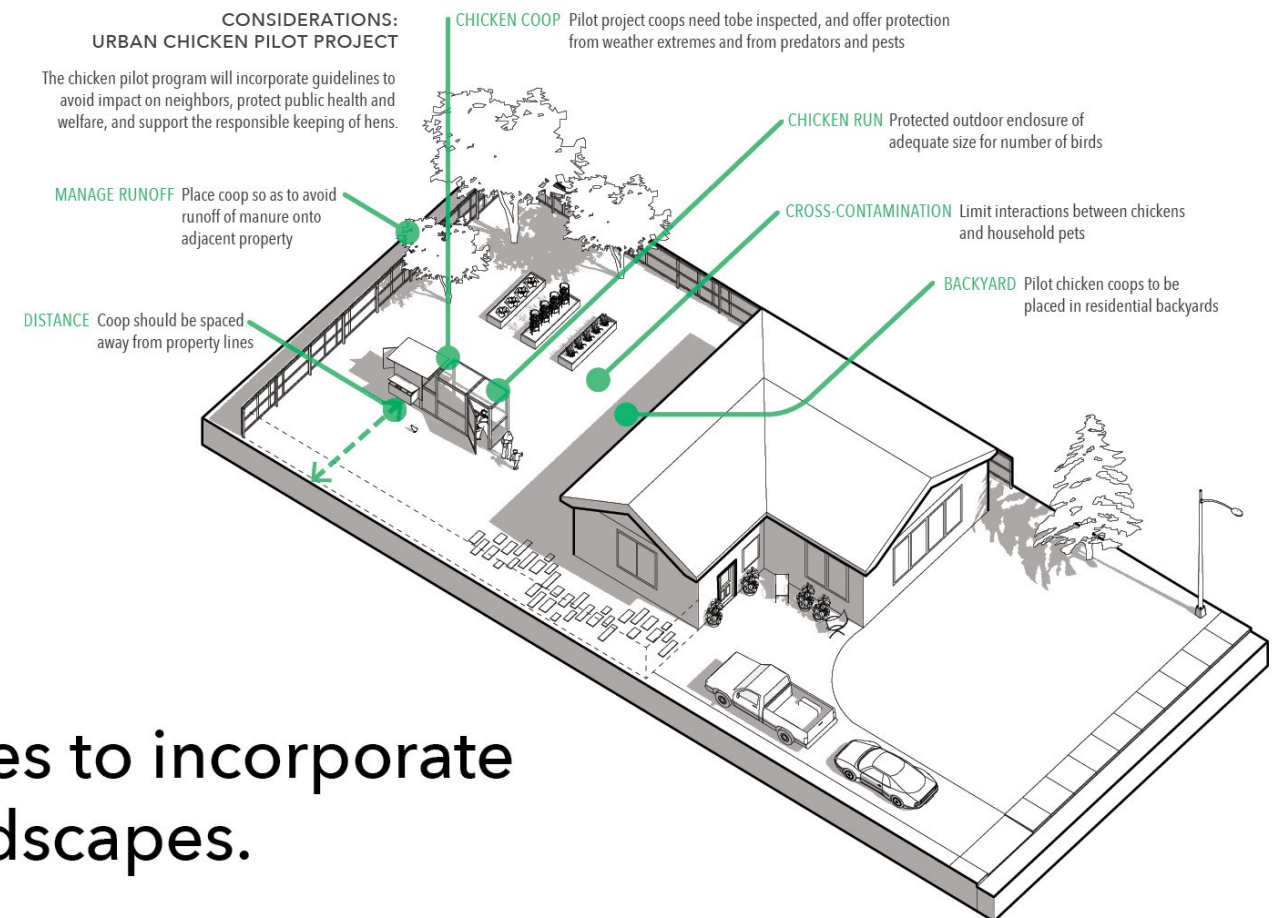 CONSIDERATIONS:
URBAN CHICKEN PILOT PROJECT
The chicken pilot program will incorporate guidelines to
avoid impact on neighbors, protect public health and
welfare, and support the responsible keeping of hens.
CHICKEN COOP Pilot project coops need tobe inspected, and offer protection
from weather extremes and from predators and pests
CHICKEN RUN Protected outdoor enclosure of
adequate size for number of birds
MANAGE RUNOFF Place coop so as to avoid
runoff of manure onto
adjacent property
CROSS-CONTAMINATION Limit interactions between chickens
and household pets
BACKYARD Pilot chicken coops to be
placed in residential backyards
DISTANCE Coop should be spaced
away from property lines
es to incorporate
dscapes.